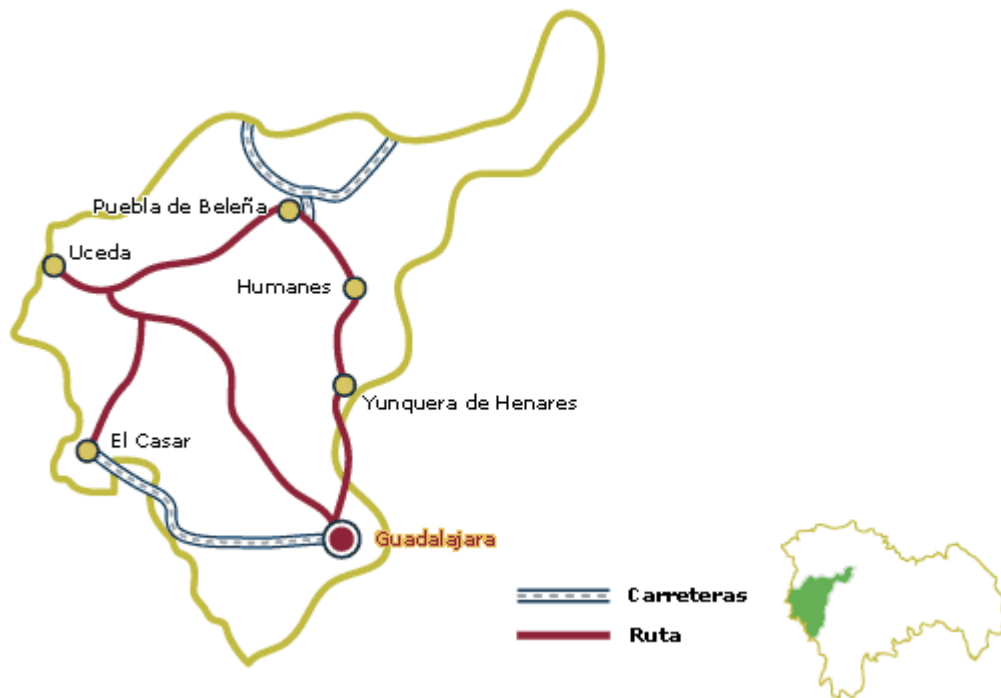 Puebla de Beleña
Uceda
Humanes
Yunquera de Henares
El Casar
Guadalajara
Carreteras
Ruta